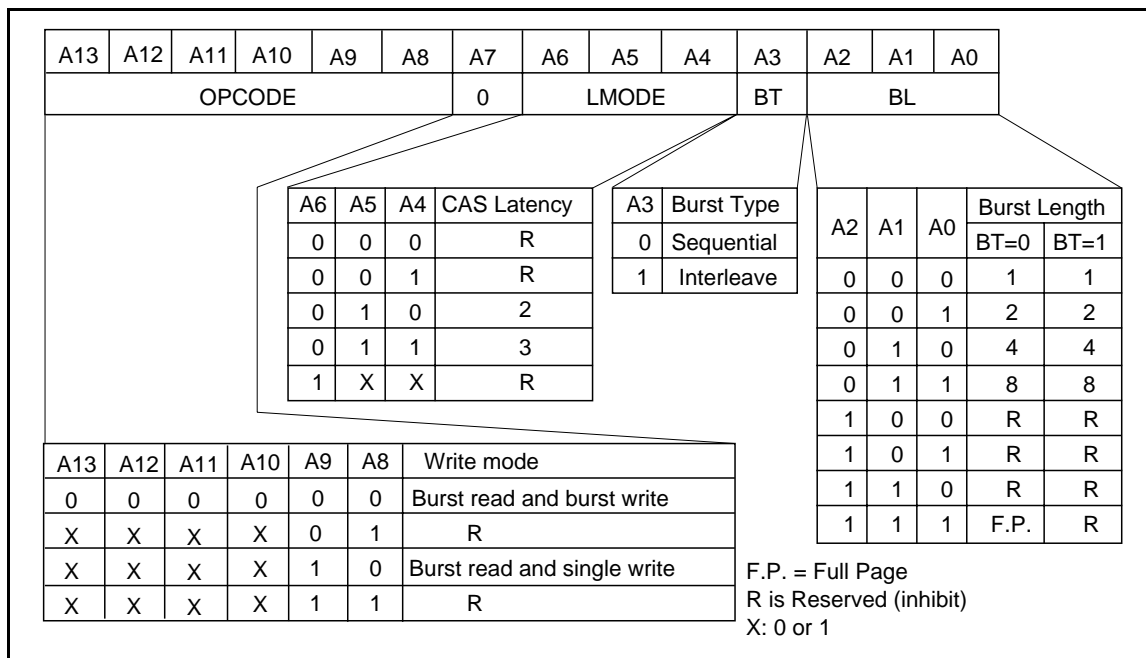 A13 A12 A11 A10 A9 A8 A7 A6 A5 A4 A3 A2 A1 A0
OPCODE 0 LMODE BT BL
A6 A5 A4 CAS Latency
0 0 0 R
0 0 1 R
0 1 0 2
0 1 1 3
1 X X R
A3 Burst Type
0 Sequential
1 Interleave
A2 A1 A0 Burst Length
BT=0 BT=1
0 0 0 1 1
0 0 1 2 2
0 1 0 4 4
0 1 1 8 8
1 0 0 R R
1 0 1 R R
1 1 0 R R
1 1 1 F.P. R
A13 A12 A11 A10 A9 A8 Write mode
0 0 0 0 0 0 Burst read and burst write
X X X X 0 1 R
X X X X 1 0 Burst read and single write
X X X X 1 1 R
F.P. = Full Page
R is Reserved (inhibit)
X: 0 or 1